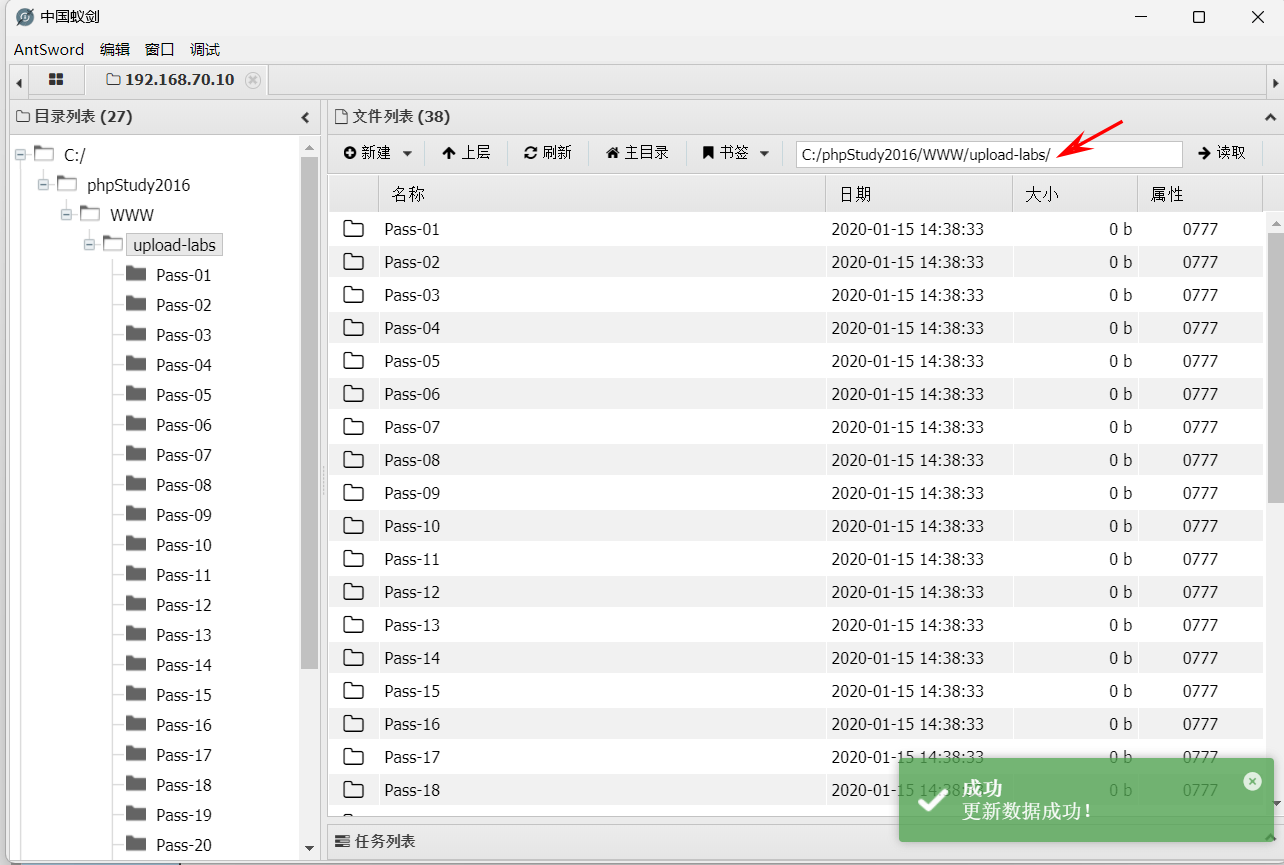 中国蚁剑
AntSword 编辑 窗口 调试
192.168.70.10
目录列表 (27)
C:/
phpStudy2016
WWW
upload-labs
Pass-01
Pass-02
Pass-03
Pass-04
Pass-05
Pass-06
Pass-07
Pass-08
Pass-09
Pass-10
Pass-11
Pass-12
Pass-13
Pass-14
Pass-15
Pass-16
Pass-17
Pass-18
Pass-19
Pass-20
文件列表 (38)
新建 上层 刷新 主目录 书签 C:/phpStudy2016/WWW/upload-labs/ 读取
名称 日期 大小 属性
Pass-01 2020-01-15 14:38:33 0 b 0777
Pass-02 2020-01-15 14:38:33 0 b 0777
Pass-03 2020-01-15 14:38:33 0 b 0777
Pass-04 2020-01-15 14:38:33 0 b 0777
Pass-05 2020-01-15 14:38:33 0 b 0777
Pass-06 2020-01-15 14:38:33 0 b 0777
Pass-07 2020-01-15 14:38:33 0 b 0777
Pass-08 2020-01-15 14:38:33 0 b 0777
Pass-09 2020-01-15 14:38:33 0 b 0777
Pass-10 2020-01-15 14:38:33 0 b 0777
Pass-11 2020-01-15 14:38:33 0 b 0777
Pass-12 2020-01-15 14:38:33 0 b 0777
Pass-13 2020-01-15 14:38:33 0 b 0777
Pass-14 2020-01-15 14:38:33 0 b 0777
Pass-15 2020-01-15 14:38:33 0 b 0777
Pass-16 2020-01-15 14:38:33 0 b 0777
Pass-17 2020-01-15 14:38:33 0 b 0777
Pass-18 2020-01-15 14:38:33 0 b 0777
成功
更新数据成功！
任务列表